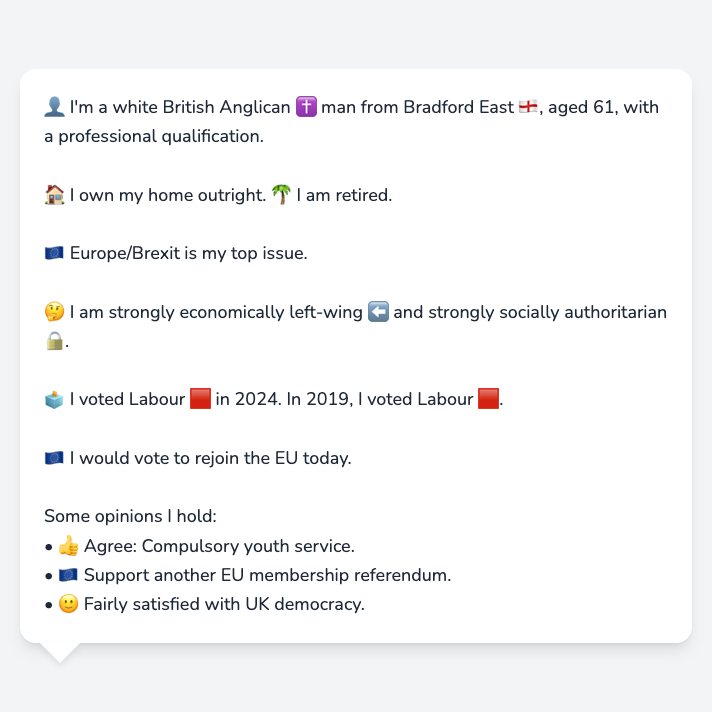 👤 I'm a white British Anglican ✝️ man from Bradford East 🏴󠁧󠁢󠁥󠁮󠁧󠁿, aged 61, with
a professional qualification.
🏠 I own my home outright. 🌴 I am retired.
🇪🇺 Europe/Brexit is my top issue.
🤔 I am strongly economically left-wing ⬅️ and strongly socially authoritarian
🔒.
🗳️ I voted Labour 🟥 in 2024. In 2019, I voted Labour 🟥.
🇪🇺 I would vote to rejoin the EU today.
Some opinions I hold:
• 👍 Agree: Compulsory youth service.
• 🇪🇺 Support another EU membership referendum.
• 🙂 Fairly satisfied with UK democracy.